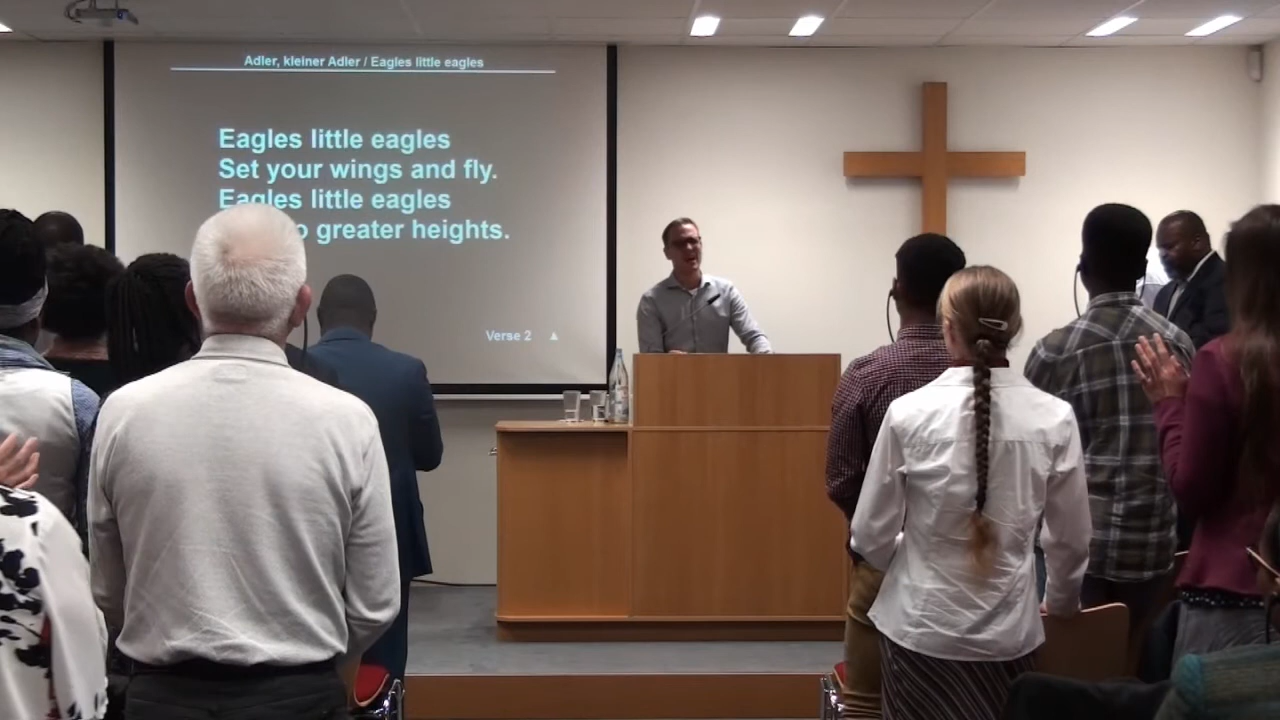 Adler, kleiner Adler / Eagles little eagles
Eagles little eagles
Set your wings and fly.
Eagles little eagles
greater heights.
Verse 2